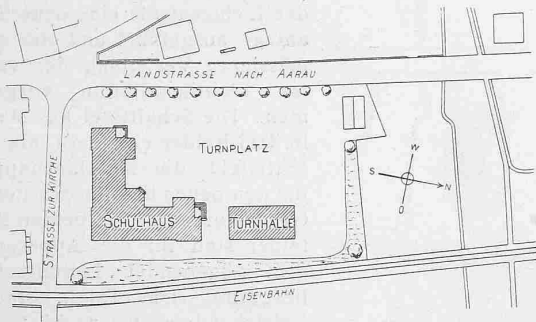 LANDSTRASSE NACH AARAU
TURNPLATZ
W
S
N
O
STRASSE ZUR KIRCHE
SCHULHAUS
TURNHALLE
EISENBAHN